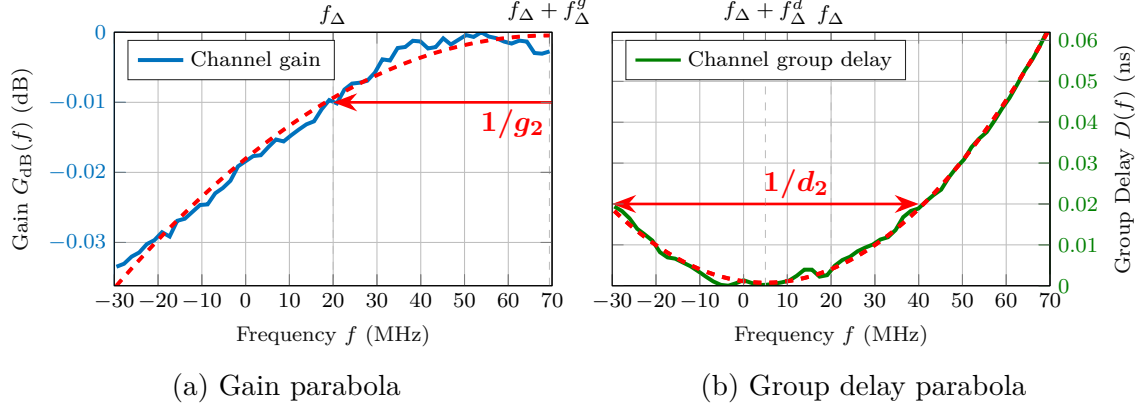 f_Δ f_Δ + f_Δ^g
Gain G_dB(f) (dB)
0
−0.01
−0.02
−0.03
Channel gain
1/g_2
−30 −20 −10 0 10 20 30 40 50 60 70
Frequency f (MHz)
(a) Gain parabola
f_Δ + f_Δ^d f_Δ
Channel group delay
1/d_2
0.06
0.05
0.04
0.03
0.02
0.01
0
Group Delay D(f) (ns)
−30 −20 −10 0 10 20 30 40 50 60 70
Frequency f (MHz)
(b) Group delay parabola